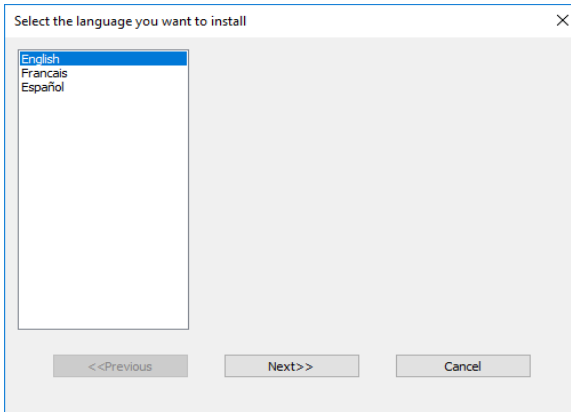 Select the language you want to install
English
Francais
Español
<<Previous
Next>>
Cancel